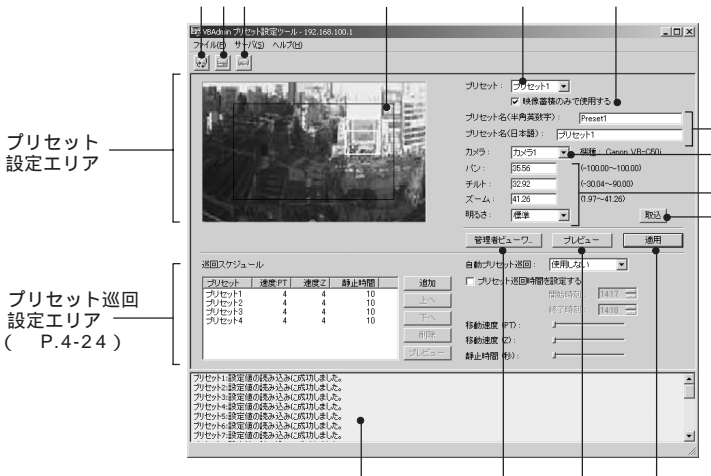 VBAdmin プリセット設定ツール - 192.168.100.1
ファイル(F) サーバ(S) ヘルプ(H)
プリセット
設定エリア
プリセット： プリセット1
映像蓄積のみで使用する
プリセット名(半角英数字)： Preset1
プリセット名(日本語)： プリセット1
カメラ： カメラ1 機種： Canon VB-C50i
パン： 35.56 (-100.00～100.00)
チルト： 32.92 (-30.04～90.00)
ズーム： 41.26 (1.97～41.26)
明るさ： 標準 取込
管理者ビューワ... プレビュー 適用
プリセット巡回
設定エリア
( P.4-24 )
巡回スケジュール
プリセット 速度:PT 速度:Z 静止時間
プリセット1 4 4 10
プリセット2 4 4 10
プリセット3 4 4 10
プリセット4 4 4 10
追加
上へ
下へ
削除
プレビュー
自動プリセット巡回： 使用しない
プリセット巡回時間を設定する
開始時刻： 14:17
終了時刻： 14:18
移動速度 (PT)：
移動速度 (Z)：
静止時間 (秒)：
プリセット1:設定値の読み込みに成功しました。
プリセット2:設定値の読み込みに成功しました。
プリセット3:設定値の読み込みに成功しました。
プリセット4:設定値の読み込みに成功しました。
プリセット5:設定値の読み込みに成功しました。
プリセット6:設定値の読み込みに成功しました。
プリセット7:設定値の読み込みに成功しました。